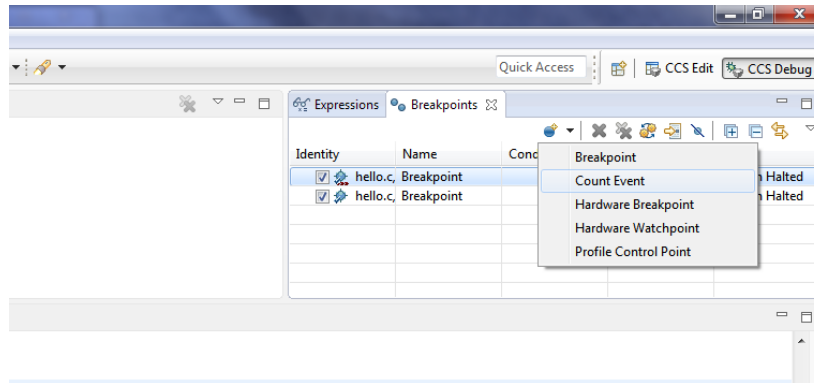 Quick Access CCS Edit CCS Debug
Expressions Breakpoints
Identity Name Cond
hello.c, Breakpoint n Halted
hello.c, Breakpoint n Halted
Breakpoint
Count Event
Hardware Breakpoint
Hardware Watchpoint
Profile Control Point